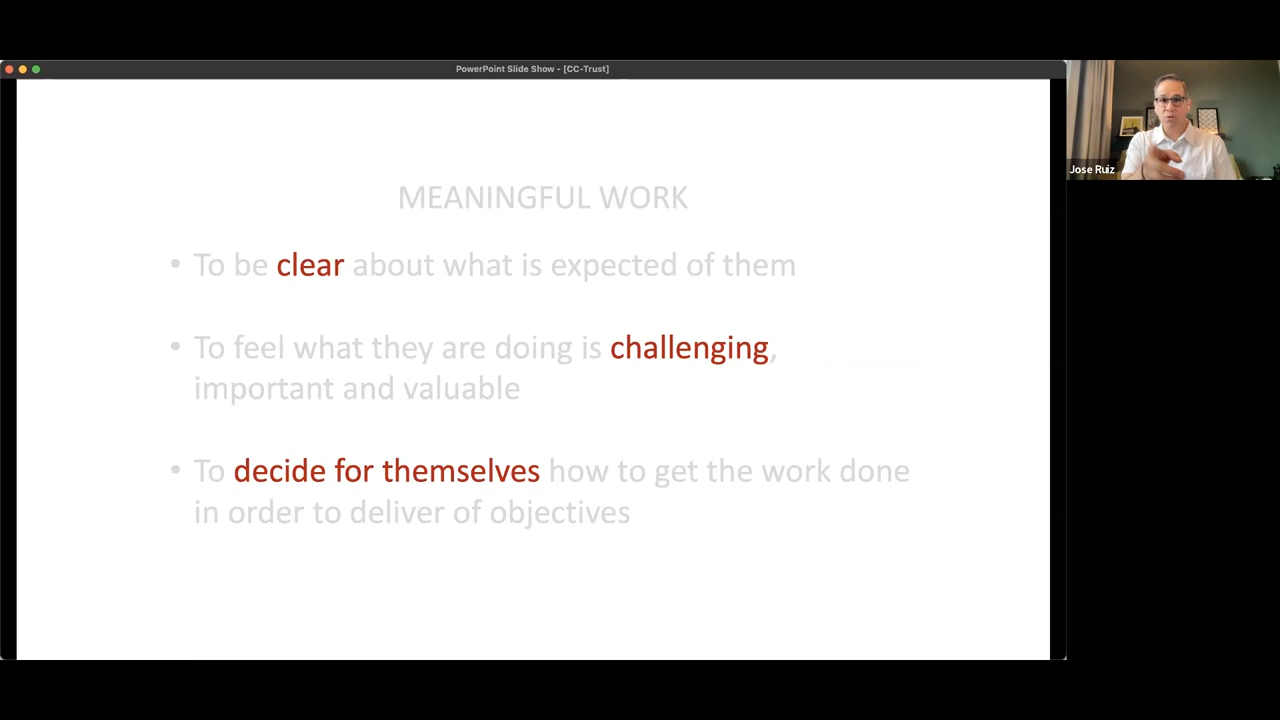 PowerPoint Slide Show - [CC-Trust]
Jose Ruiz
MEANINGFUL WORK
• To be clear about what is expected of them
• To feel what they are doing is challenging,
important and valuable
• To decide for themselves how to get the work done
in order to deliver of objectives